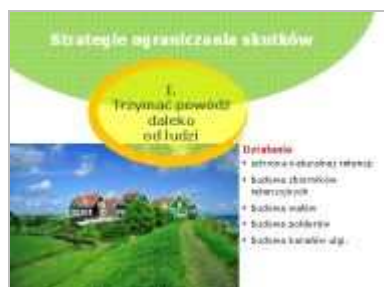 Strategie ograniczania skutków
1.
Trzymać powódź
daleko
od ludzi
Działania
• ochrona naturalnej retencji
• budowa zbiorników
retencyjnych
• budowa wałów
• budowa polderów
• budowa kanałów ulgi